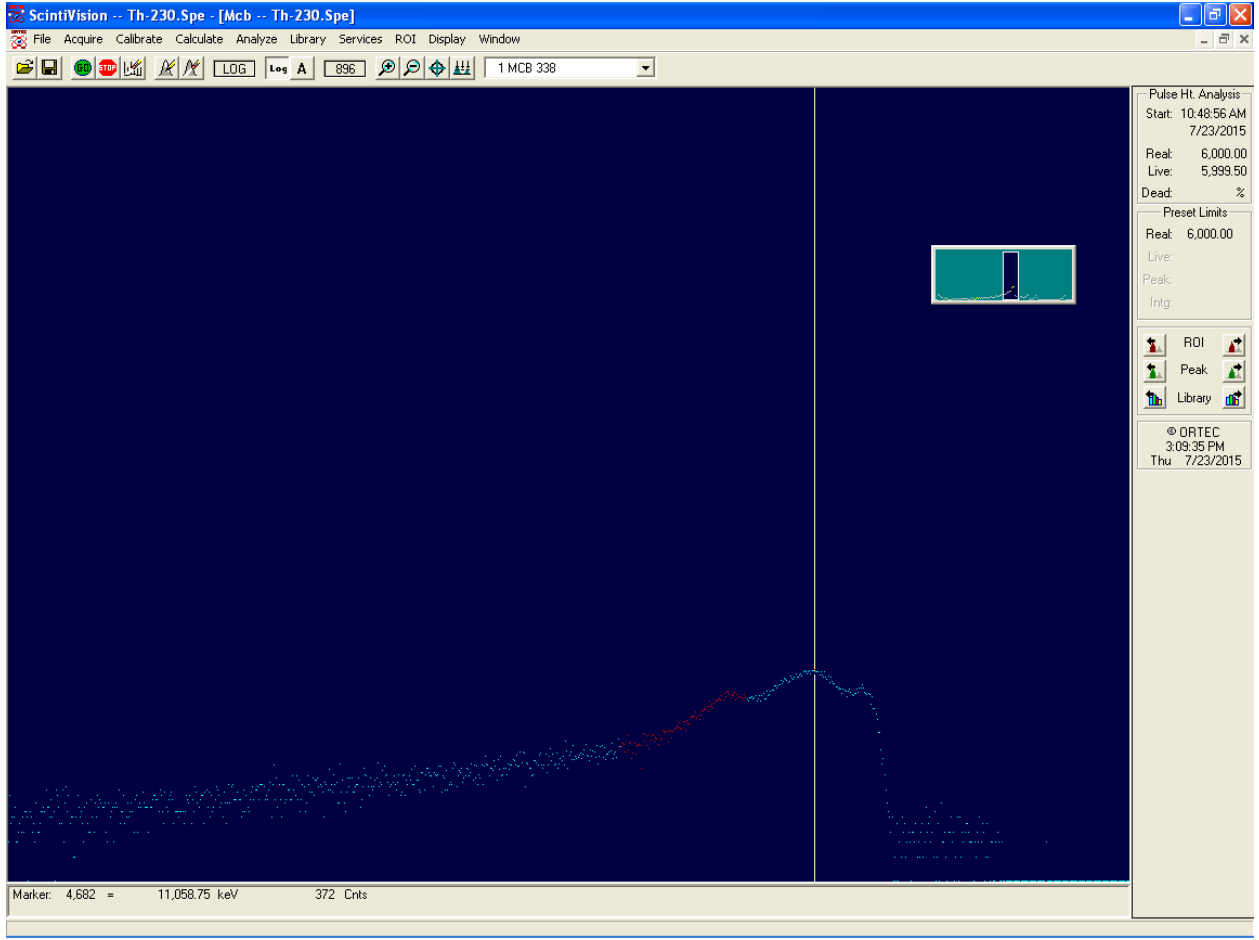 ScintiVision -- Th-230.Spe - [Mcb -- Th-230.Spe]
File Acquire Calibrate Calculate Analyze Library Services ROI Display Window
GO STOP LOG Log A 896 1 MCB 338
Pulse Ht. Analysis
Start: 10:48:56 AM
7/23/2015
Real: 6,000.00
Live: 5,999.50
Dead: %
Preset Limits
Real: 6,000.00
Live:
Peak:
Intg:
ROI
Peak
Library
© ORTEC
3:09:35 PM
Thu 7/23/2015
Marker: 4,682 = 11,058.75 keV 372 Cnts